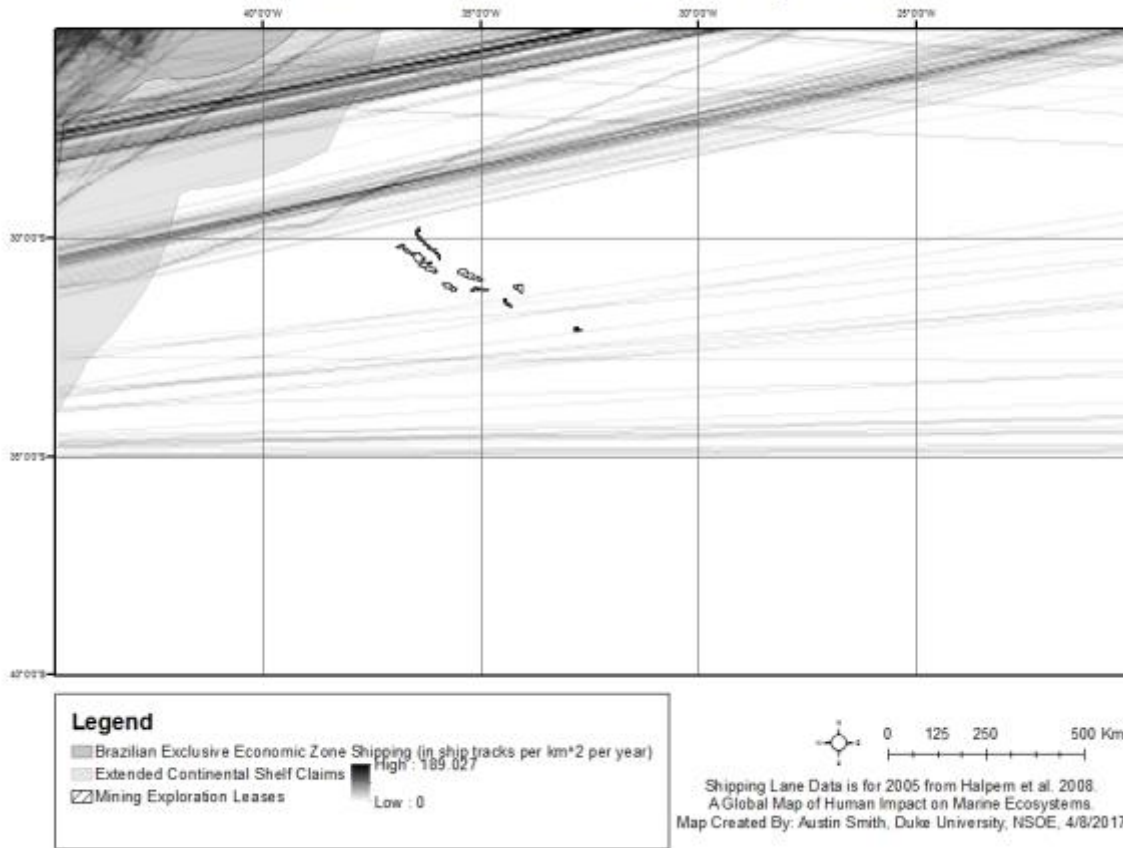 40°0'0"W 35°0'0"W 30°0'0"W 25°0'0"W
30°0'0"S
35°0'0"S
40°0'0"S
Legend
Brazilian Exclusive Economic Zone Shipping (in ship tracks per km^2 per year)
Extended Continental Shelf Claims High : 189.027
Mining Exploration Leases Low : 0
0 125 250 500 Km
Shipping Lane Data is for 2005 from Halpern et al. 2008.
A Global Map of Human Impact on Marine Ecosystems.
Map Created By: Austin Smith, Duke University, NSOE, 4/8/2017